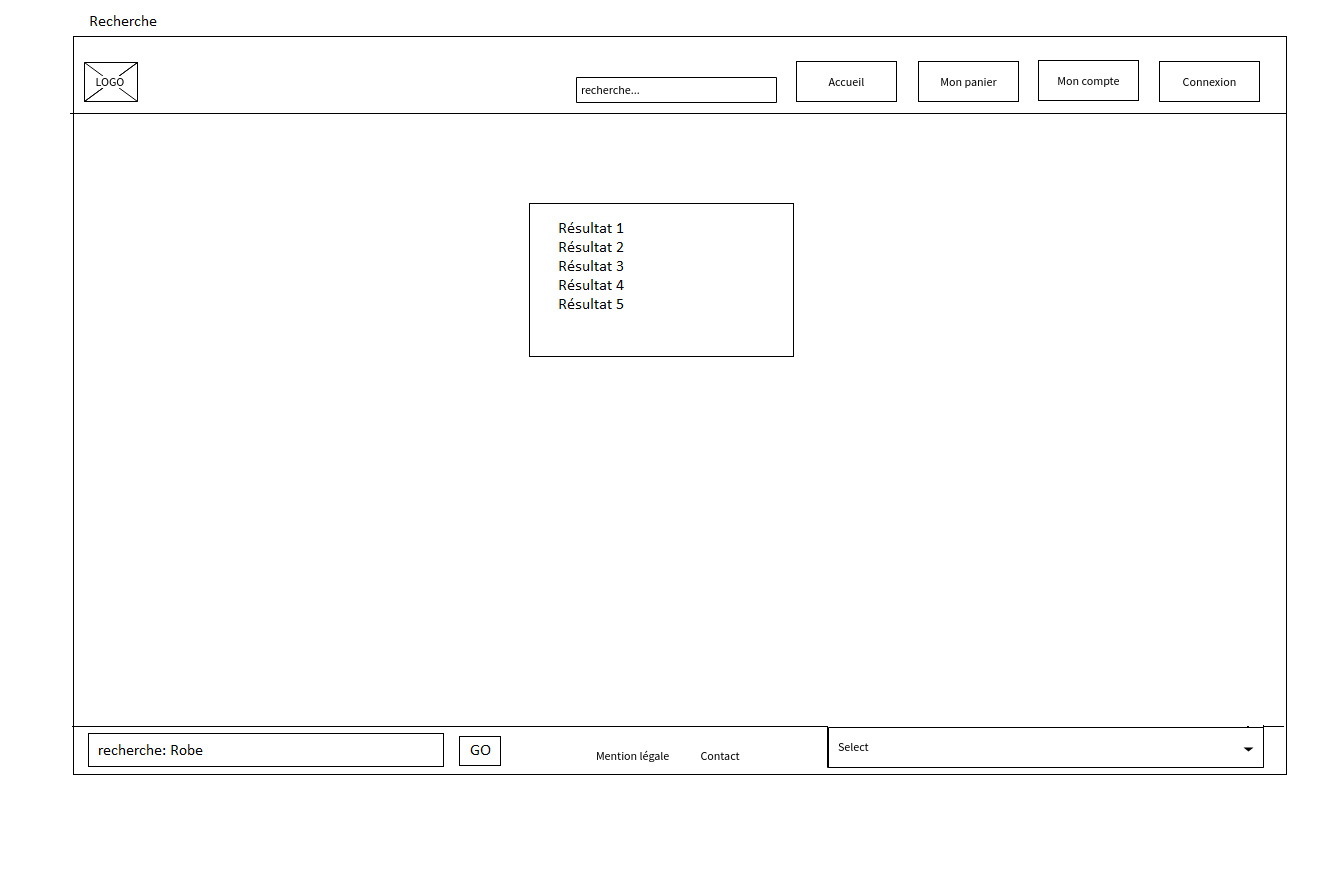 Recherche
LOGO
recherche...
Accueil
Mon panier
Mon compte
Connexion
Résultat 1
Résultat 2
Résultat 3
Résultat 4
Résultat 5
recherche: Robe
GO
Mention légale
Contact
Select